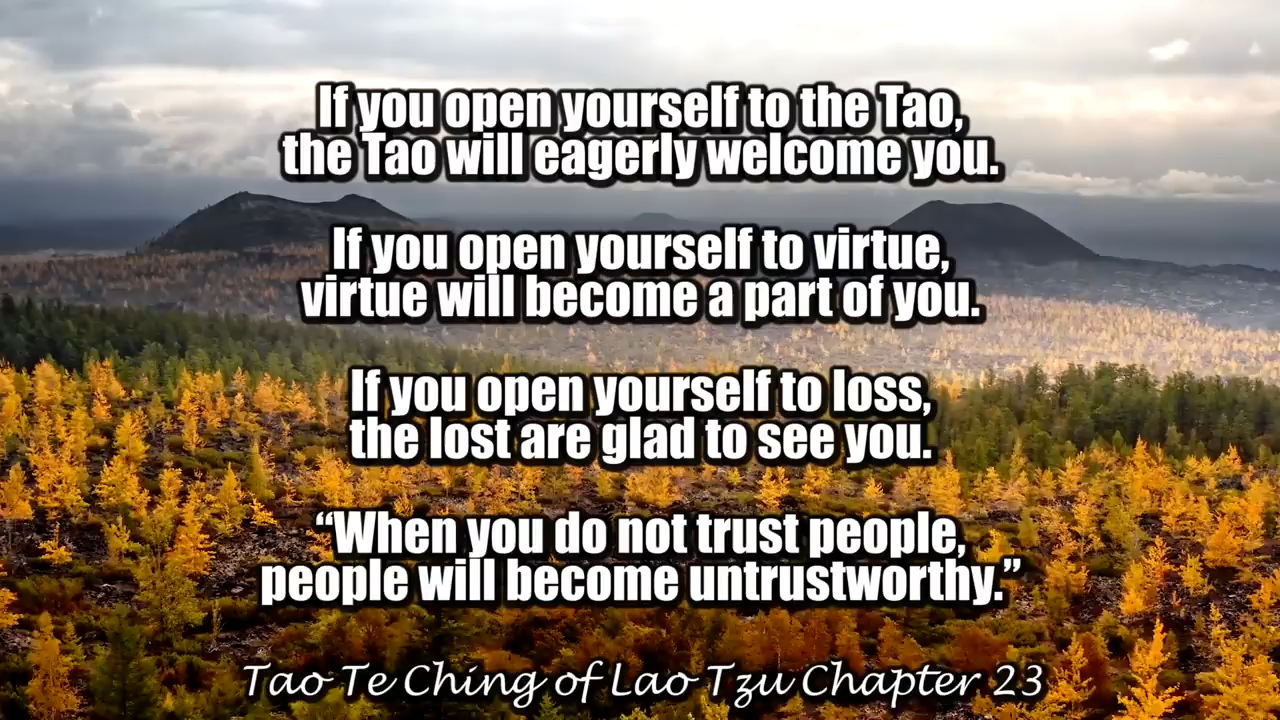 If you open yourself to the Tao,
the Tao will eagerly welcome you.
If you open yourself to virtue,
virtue will become a part of you.
If you open yourself to loss,
the lost are glad to see you.
“When you do not trust people,
people will become untrustworthy.”
Tao Te Ching of Lao Tzu Chapter 23